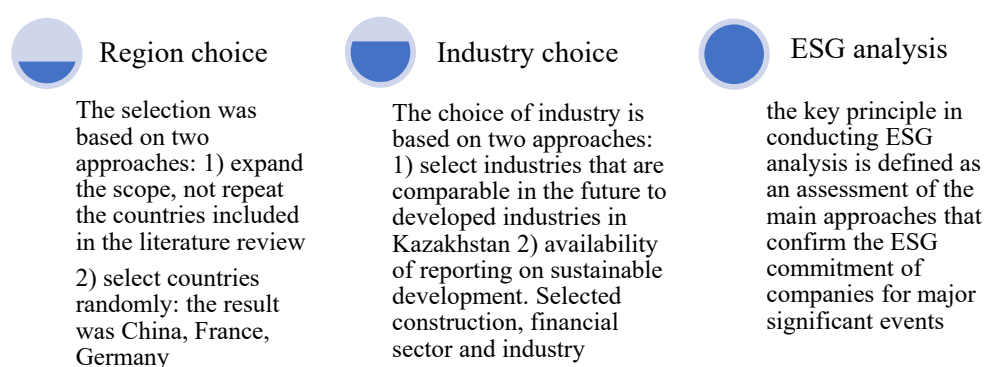 Region choice
The selection was
based on two
approaches: 1) expand
the scope, not repeat
the countries included
in the literature review
2) select countries
randomly: the result
was China, France,
Germany
Industry choice
The choice of industry is
based on two approaches:
1) select industries that are
comparable in the future to
developed industries in
Kazakhstan 2) availability
of reporting on sustainable
development. Selected
construction, financial
sector and industry
ESG analysis
the key principle in
conducting ESG
analysis is defined as
an assessment of the
main approaches that
confirm the ESG
commitment of
companies for major
significant events